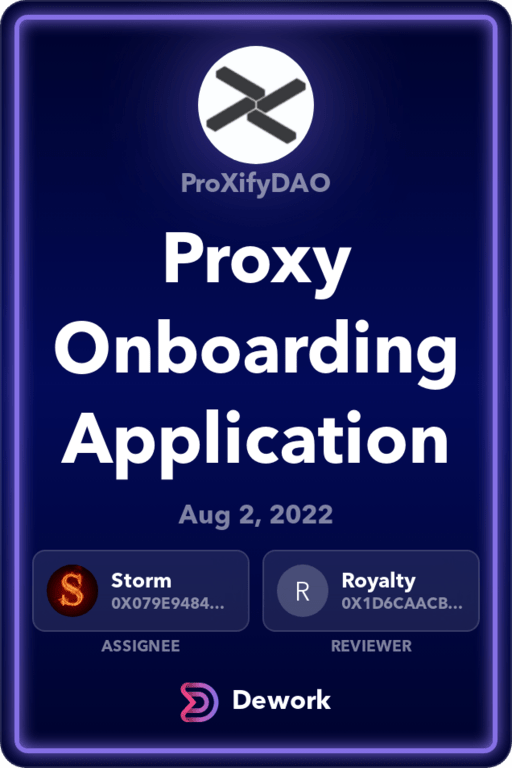 ProXifyDAO
Proxy
Onboarding
Application
Aug 2, 2022
S
Storm
0X079E9484...
R
Royalty
0X1D6CAACB...
ASSIGNEE
REVIEWER
Dework